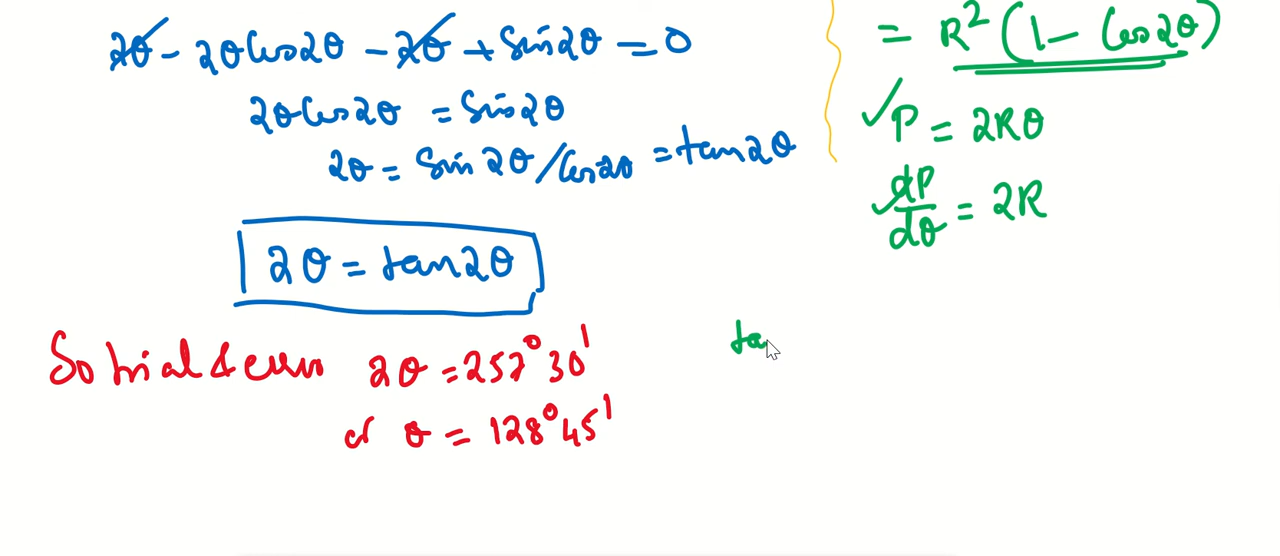 2θ - 2θCos2θ - 2θ + Sin2θ = 0
2θCos2θ = Sin2θ
2θ = Sin2θ/Cos2θ = tan2θ
2θ = tan2θ
So trial & error 2θ = 257° 30'
or θ = 128° 45'
= R² (1 - Cos2θ)
✓P = 2Rθ
✓dP/dθ = 2R
ta